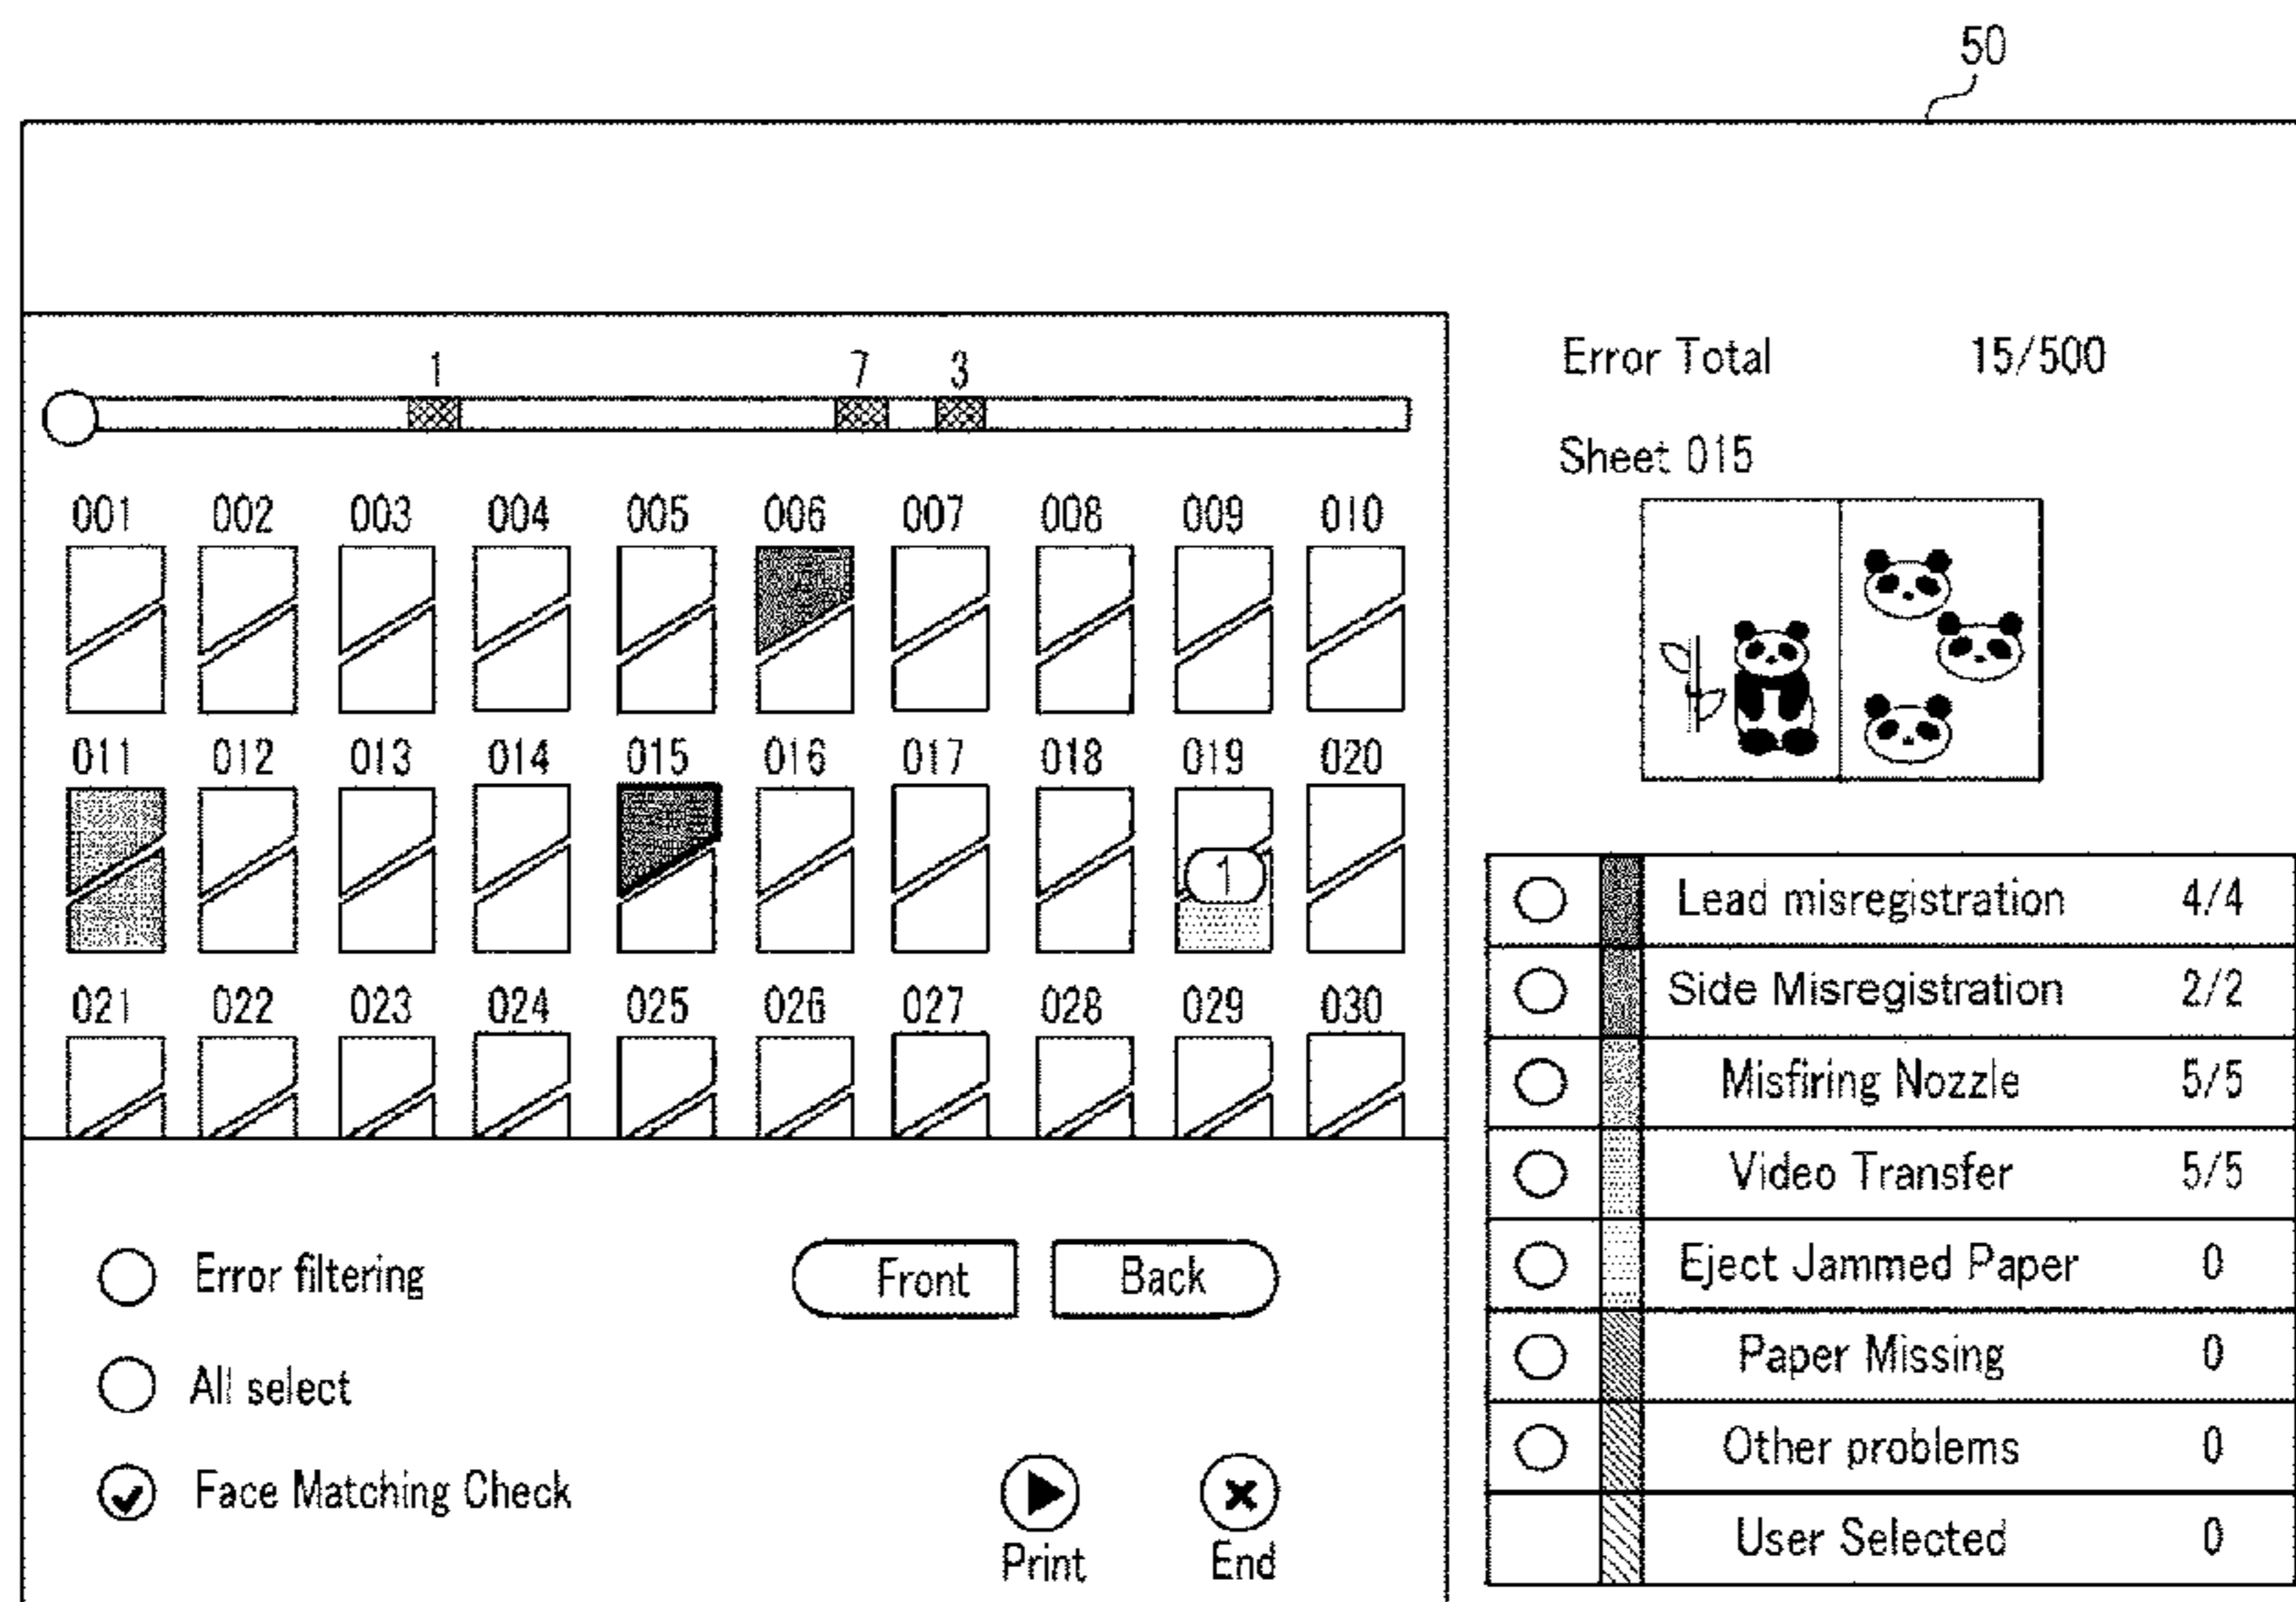 50
Error Total 15/500
1 7 3
Sheet 015
001 002 003 004 005 006 007 008 009 010
011 012 013 014 015 016 017 018 019 020
1
021 022 023 024 025 026 027 028 029 030
Error filtering
All select
Face Matching Check
Front Back
Print End
Lead misregistration 4/4
Side Misregistration 2/2
Misfiring Nozzle 5/5
Video Transfer 5/5
Eject Jammed Paper 0
Paper Missing 0
Other problems 0
User Selected 0